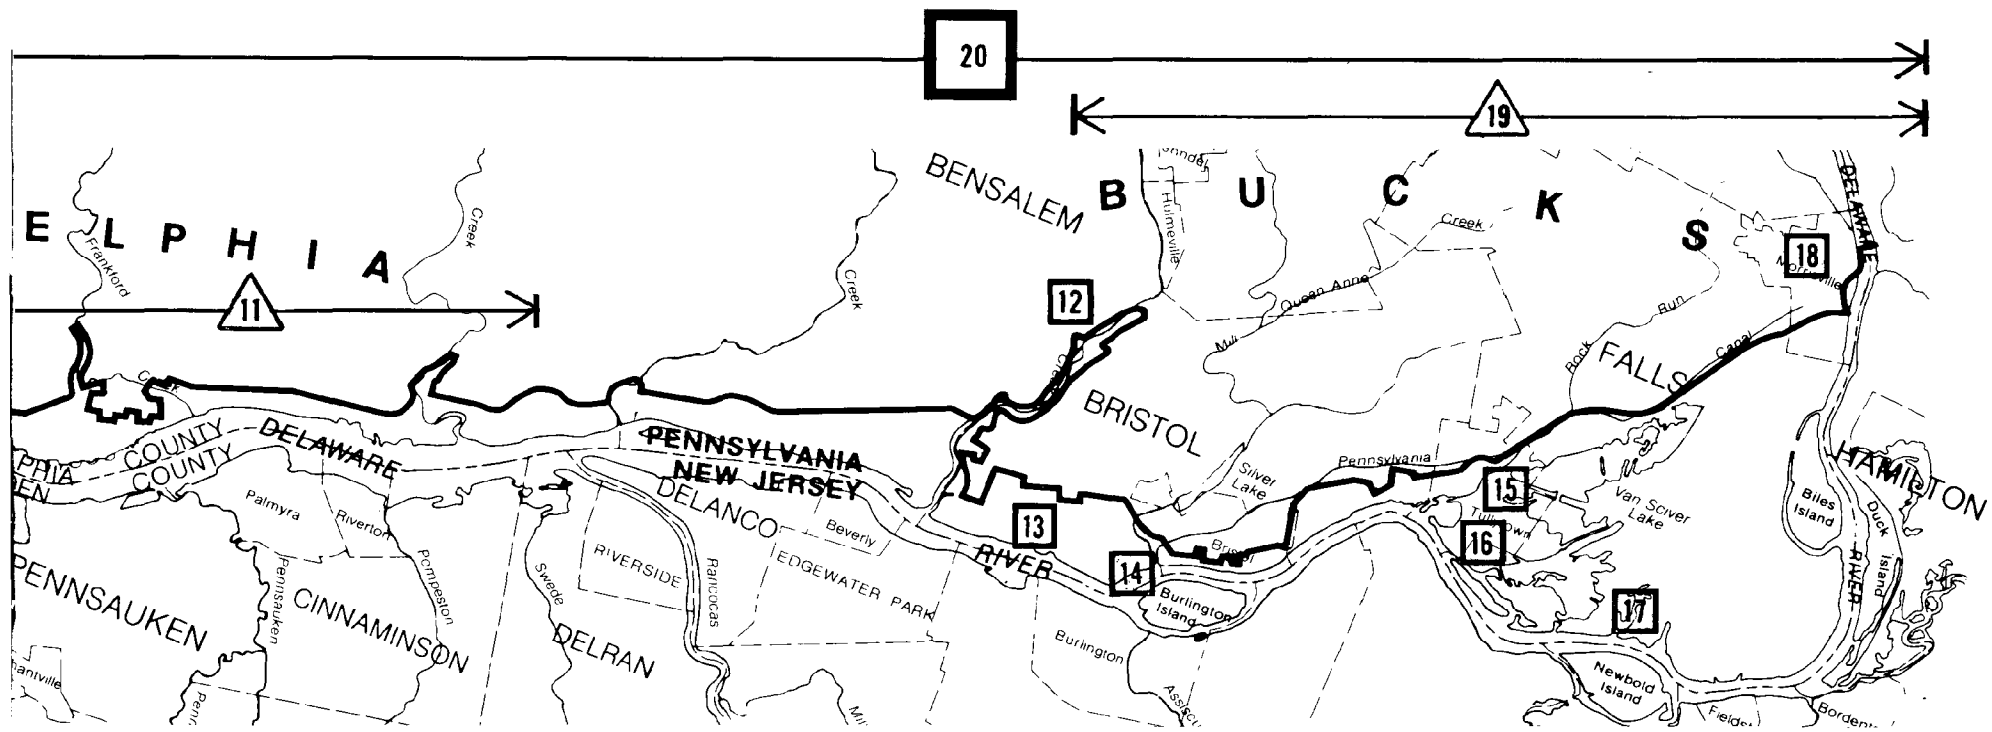 20
19
BENSALEM
B U C K S
Hulmeville
DELAWARE
Creek
Creek
E L P H I A
Frankford
18
Morrisville
11
12
Creek
Queen Anne
Mill
Run
Rock
Canal
FALLS
Creek
BRISTOL
COUNTY
COUNTY
DELAWARE
PENNSYLVANIA
NEW JERSEY
PHIA
DEN
Pennsylvania
Silver
Lake
HAMILTON
DELANCO
Palmyra
Riverton
Beverly
13
15
Van Sciver
Lake
Tullytown
Biles
Island
Duck
Island
RIVER
Bristol
16
RIVER
14
RIVERSIDE
Rancocas
EDGEWATER PARK
PENNSAUKEN
Pennsauken
CINNAMINSON
Pompeston
Swede
DELRAN
Burlington
Island
17
Burlington
Newbold
Island